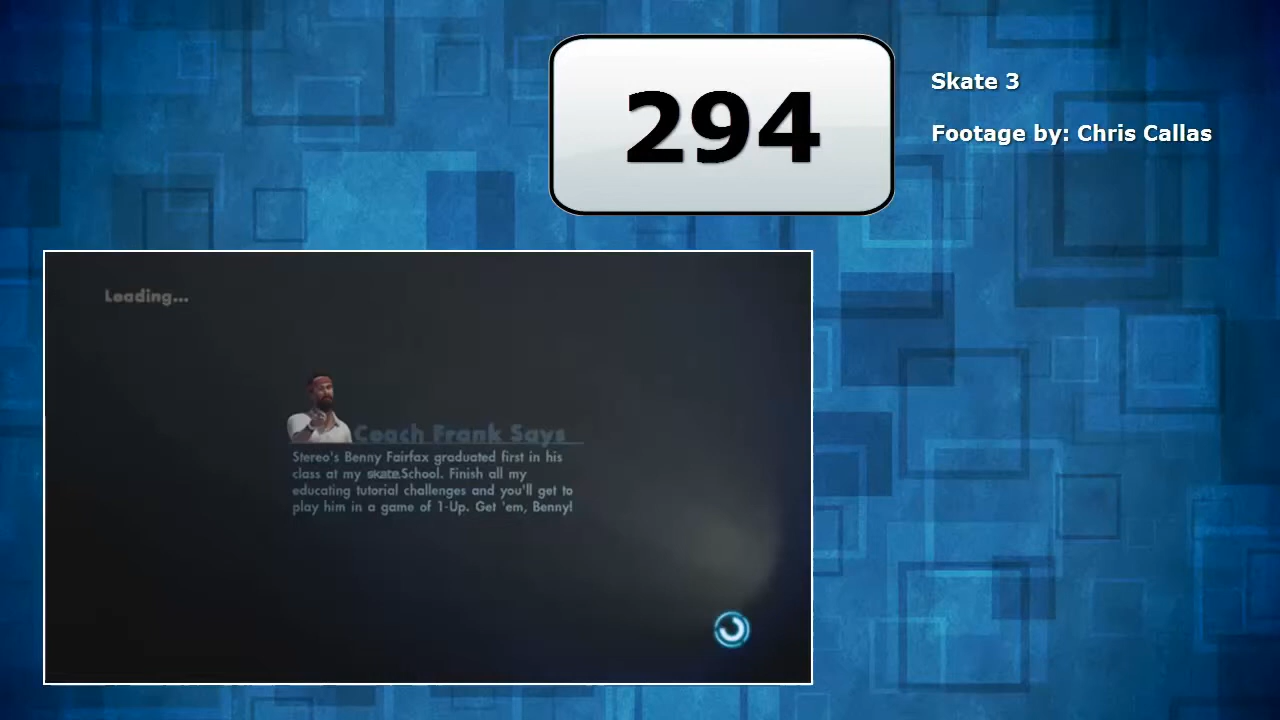 294
Skate 3
Footage by: Chris Callas
Loading...
Coach Frank Says
Stereo's Benny Fairfax graduated first in his
class at my skate.School. Finish all my
educating tutorial challenges and you'll get to
play him in a game of 1-Up. Get 'em, Benny!